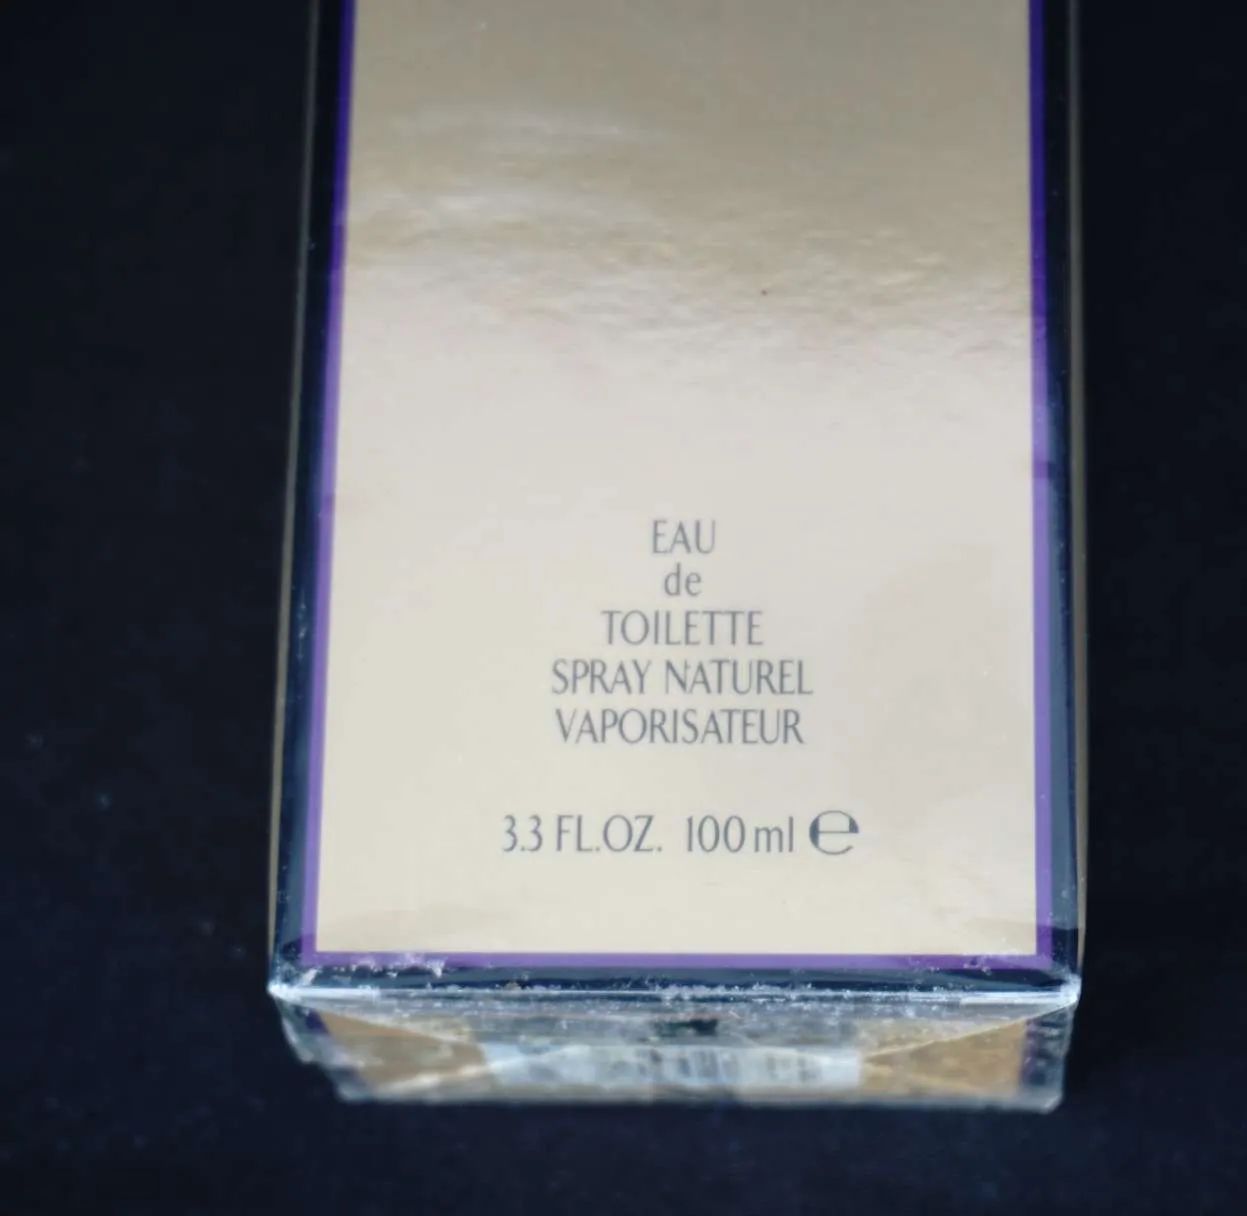 EAU
de
TOILETTE
SPRAY NATUREL
VAPORISATEUR
3.3 FL.OZ. 100 ml ℮